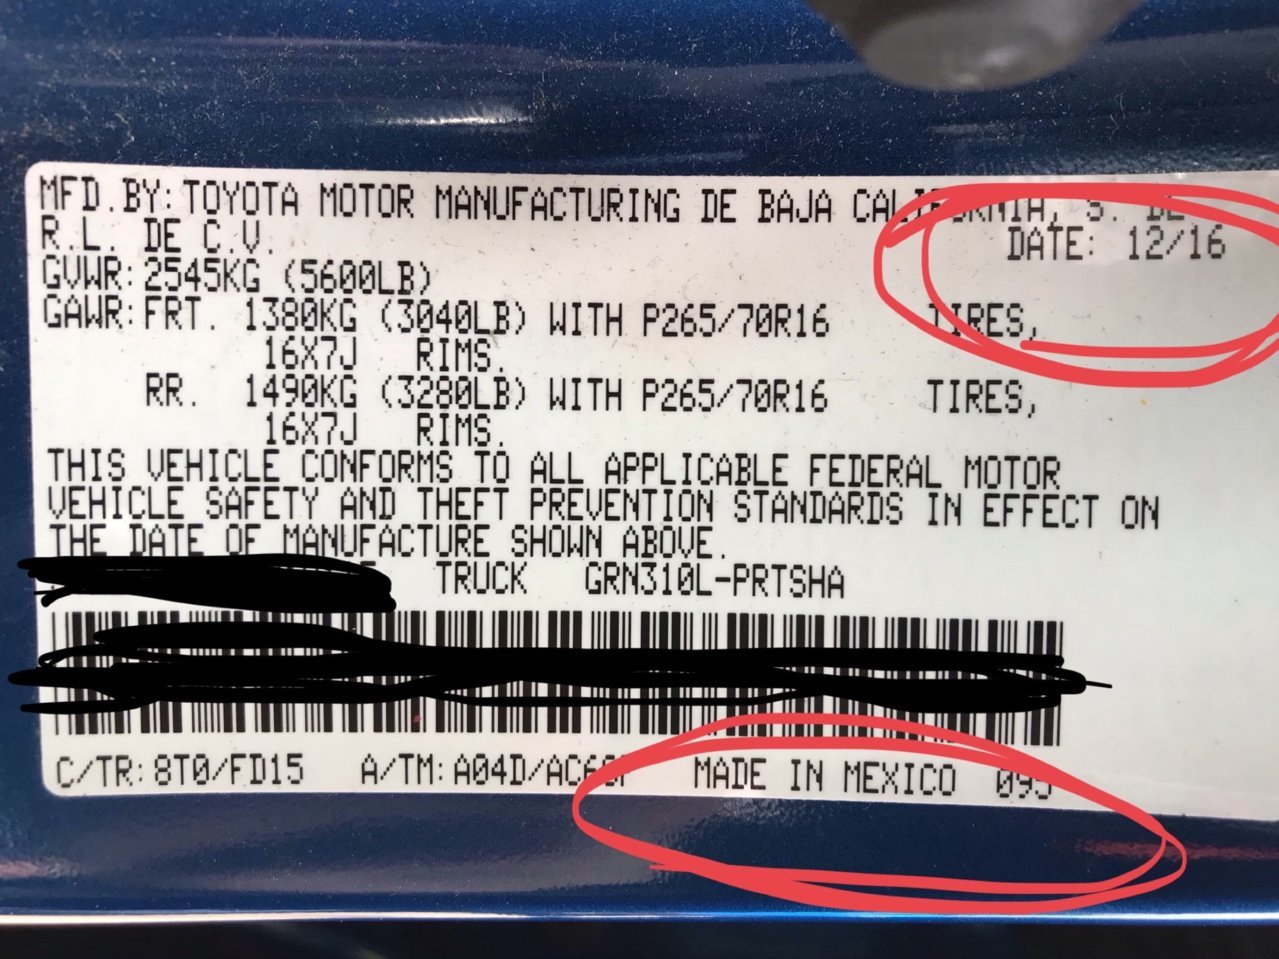 MFD.BY:TOYOTA MOTOR MANUFACTURING DE BAJA CALIFORNIA, S. DE
R.L. DE C.V. DATE: 12/16
GVWR:2545KG (5600LB)
GAWR:FRT. 1380KG (3040LB) WITH P265/70R16 TIRES,
16X7J RIMS.
RR. 1490KG (3280LB) WITH P265/70R16 TIRES,
16X7J RIMS.
THIS VEHICLE CONFORMS TO ALL APPLICABLE FEDERAL MOTOR
VEHICLE SAFETY AND THEFT PREVENTION STANDARDS IN EFFECT ON
THE DATE OF MANUFACTURE SHOWN ABOVE.
TRUCK GRN310L-PRTSHA
C/TR:8T0/FD15 A/TM:A04D/AC60F MADE IN MEXICO